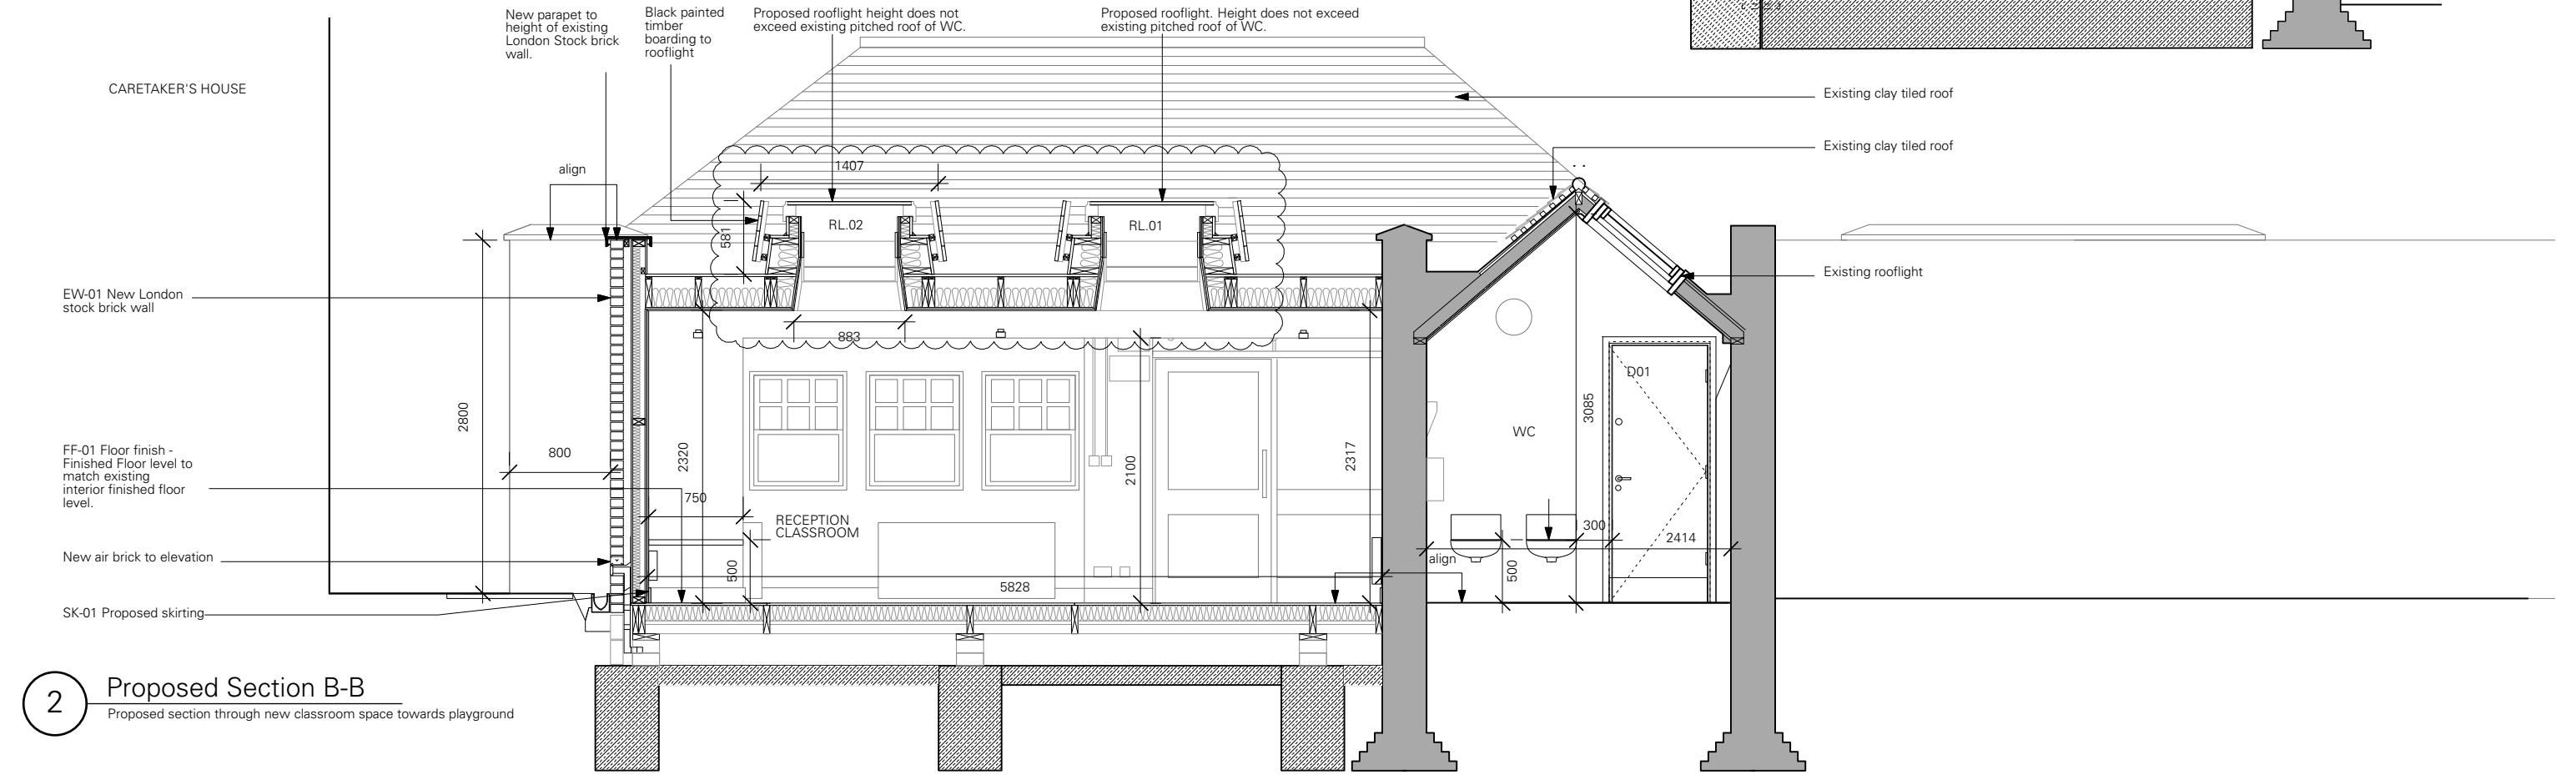 New parapet to
height of existing
London Stock brick
wall.
Black painted
timber
boarding to
rooflight
Proposed rooflight height does not
exceed existing pitched roof of WC.
Proposed rooflight. Height does not exceed
existing pitched roof of WC.
CARETAKER'S HOUSE
Existing clay tiled roof
Existing clay tiled roof
align
1407
RL.02
RL.01
581
Existing rooflight
EW-01 New London
stock brick wall
883
D01
2800
3085
WC
FF-01 Floor finish -
Finished Floor level to
match existing
interior finished floor
level.
800
2320
2100
2317
750
RECEPTION
CLASSROOM
300
2414
New air brick to elevation
500
align
500
5828
SK-01 Proposed skirting
2
Proposed Section B-B
Proposed section through new classroom space towards playground